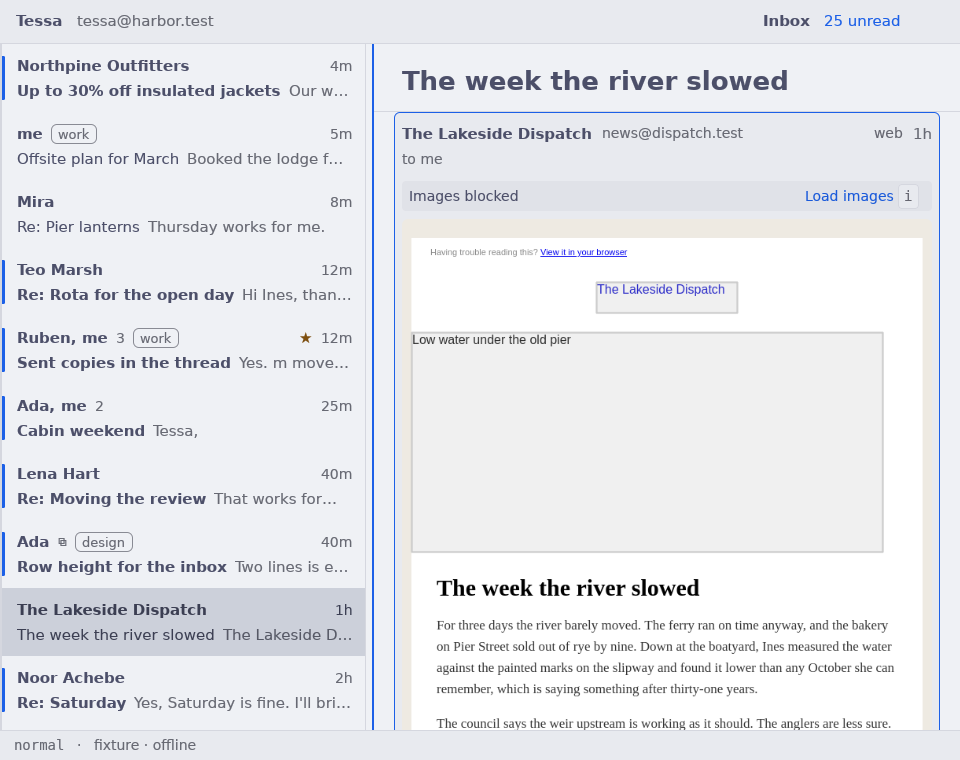 Tessa tessa@harbor.test
Inbox 25 unread
Northpine Outfitters 4m
Up to 30% off insulated jackets Our w…
me work 5m
Offsite plan for March Booked the lodge f…
Mira 8m
Re: Pier lanterns Thursday works for me.
Teo Marsh 12m
Re: Rota for the open day Hi Ines, than…
Ruben, me 3 work ★ 12m
Sent copies in the thread Yes. m move…
Ada, me 2 25m
Cabin weekend Tessa,
Lena Hart 40m
Re: Moving the review That works for…
Ada ⧉ design 40m
Row height for the inbox Two lines is e…
The Lakeside Dispatch 1h
The week the river slowed The Lakeside D…
Noor Achebe 2h
Re: Saturday Yes, Saturday is fine. I'll bri…
The week the river slowed
The Lakeside Dispatch news@dispatch.test web 1h
to me
Images blocked Load images i
Having trouble reading this? View it in your browser
The Lakeside Dispatch
Low water under the old pier
The week the river slowed
For three days the river barely moved. The ferry ran on time anyway, and the bakery
on Pier Street sold out of rye by nine. Down at the boatyard, Ines measured the water
against the painted marks on the slipway and found it lower than any October she can
remember, which is saying something after thirty-one years.
The council says the weir upstream is working as it should. The anglers are less sure.
normal · fixture · offline